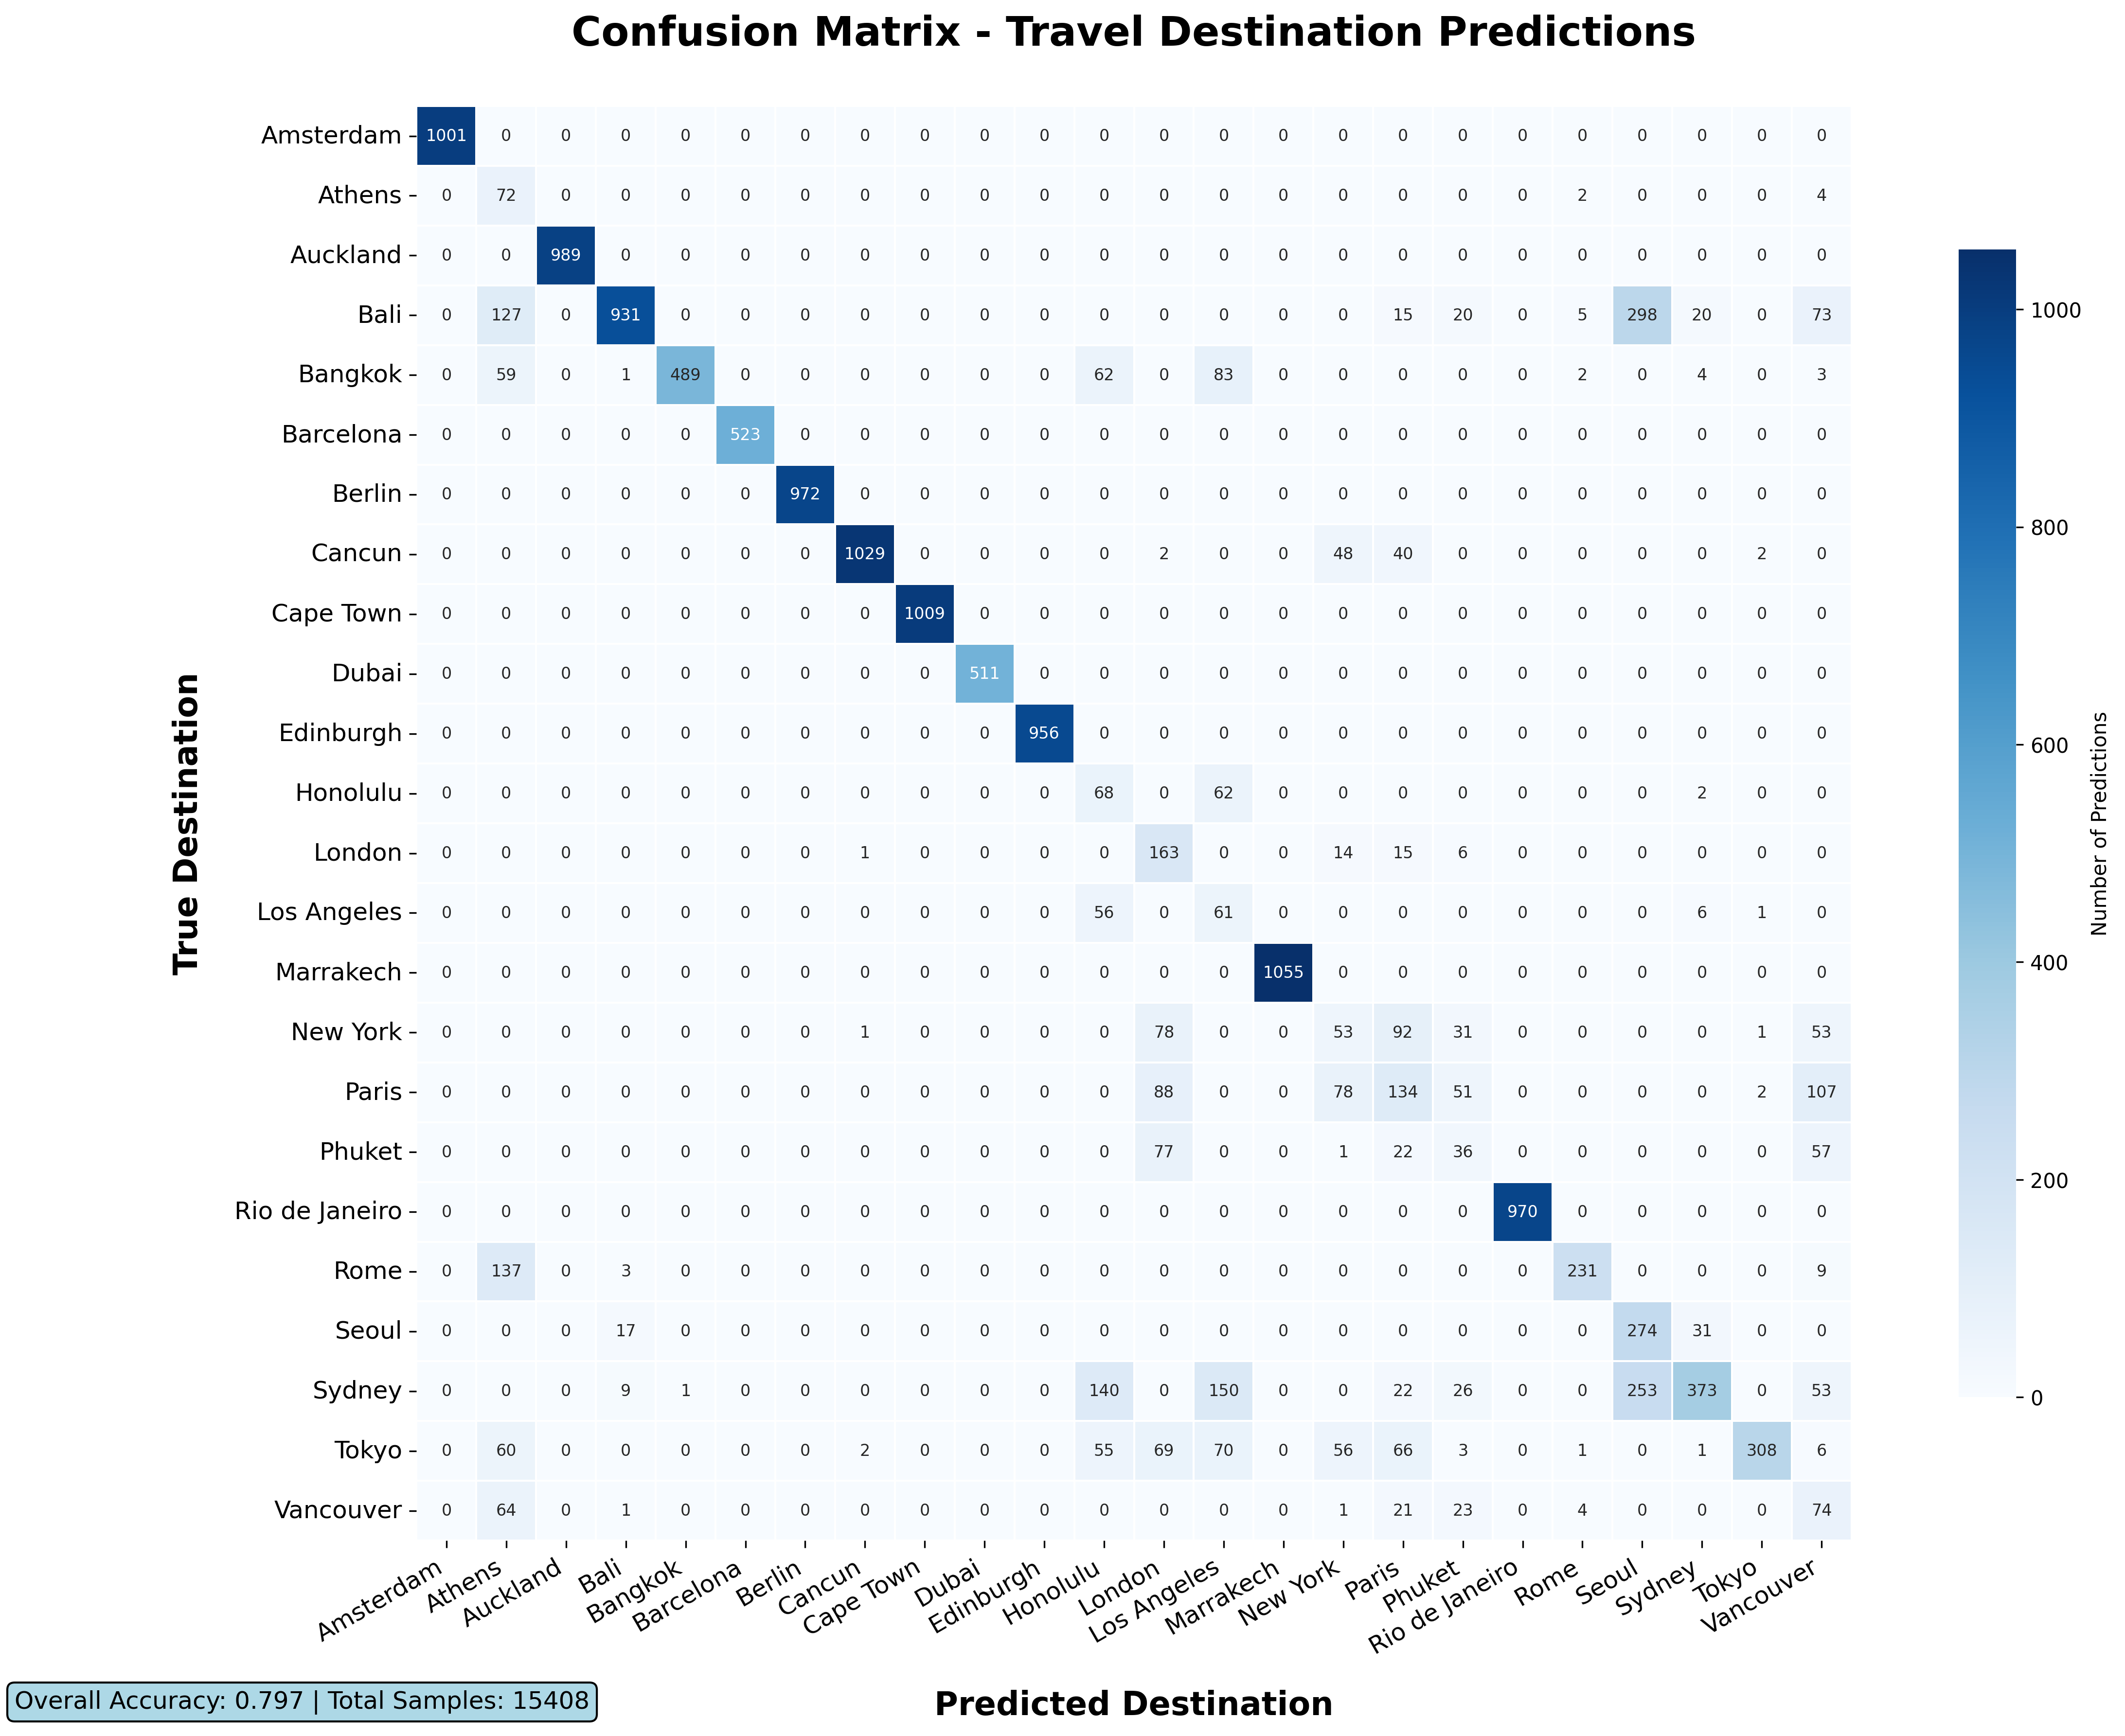 Confusion Matrix - Travel Destination Predictions
Amsterdam 1001 0 0 0 0 0 0 0 0 0 0 0 0 0 0 0 0 0 0 0 0 0 0 0
Athens 0 72 0 0 0 0 0 0 0 0 0 0 0 0 0 0 0 0 0 2 0 0 0 4
Auckland 0 0 989 0 0 0 0 0 0 0 0 0 0 0 0 0 0 0 0 0 0 0 0 0
Bali 0 127 0 931 0 0 0 0 0 0 0 0 0 0 0 0 15 20 0 5 298 20 0 73
Bangkok 0 59 0 1 489 0 0 0 0 0 0 62 0 83 0 0 0 0 0 2 0 4 0 3
Barcelona 0 0 0 0 0 523 0 0 0 0 0 0 0 0 0 0 0 0 0 0 0 0 0 0
Berlin 0 0 0 0 0 0 972 0 0 0 0 0 0 0 0 0 0 0 0 0 0 0 0 0
Cancun 0 0 0 0 0 0 0 1029 0 0 0 0 2 0 0 48 40 0 0 0 0 0 2 0
Cape Town 0 0 0 0 0 0 0 0 1009 0 0 0 0 0 0 0 0 0 0 0 0 0 0 0
Dubai 0 0 0 0 0 0 0 0 0 511 0 0 0 0 0 0 0 0 0 0 0 0 0 0
Edinburgh 0 0 0 0 0 0 0 0 0 0 956 0 0 0 0 0 0 0 0 0 0 0 0 0
Honolulu 0 0 0 0 0 0 0 0 0 0 0 68 0 62 0 0 0 0 0 0 0 2 0 0
London 0 0 0 0 0 0 0 1 0 0 0 0 163 0 0 14 15 6 0 0 0 0 0 0
Los Angeles 0 0 0 0 0 0 0 0 0 0 0 56 0 61 0 0 0 0 0 0 0 6 1 0
Marrakech 0 0 0 0 0 0 0 0 0 0 0 0 0 0 1055 0 0 0 0 0 0 0 0 0
New York 0 0 0 0 0 0 0 1 0 0 0 0 78 0 0 53 92 31 0 0 0 0 1 53
Paris 0 0 0 0 0 0 0 0 0 0 0 0 88 0 0 78 134 51 0 0 0 0 2 107
Phuket 0 0 0 0 0 0 0 0 0 0 0 0 77 0 0 1 22 36 0 0 0 0 0 57
Rio de Janeiro 0 0 0 0 0 0 0 0 0 0 0 0 0 0 0 0 0 0 970 0 0 0 0 0
Rome 0 137 0 3 0 0 0 0 0 0 0 0 0 0 0 0 0 0 0 231 0 0 0 9
Seoul 0 0 0 17 0 0 0 0 0 0 0 0 0 0 0 0 0 0 0 0 274 31 0 0
Sydney 0 0 0 9 1 0 0 0 0 0 0 140 0 150 0 0 22 26 0 0 253 373 0 53
Tokyo 0 60 0 0 0 0 0 2 0 0 0 55 69 70 0 56 66 3 0 1 0 1 308 6
Vancouver 0 64 0 1 0 0 0 0 0 0 0 0 0 0 0 1 21 23 0 4 0 0 0 74
True Destination
Amsterdam Athens Auckland Bali Bangkok Barcelona Berlin Cancun Cape Town Dubai Edinburgh Honolulu London Los Angeles Marrakech New York Paris Phuket Rio de Janeiro Rome Seoul Sydney Tokyo Vancouver
Predicted Destination
1000
800
600
400
200
0
Number of Predictions
Overall Accuracy: 0.797 | Total Samples: 15408